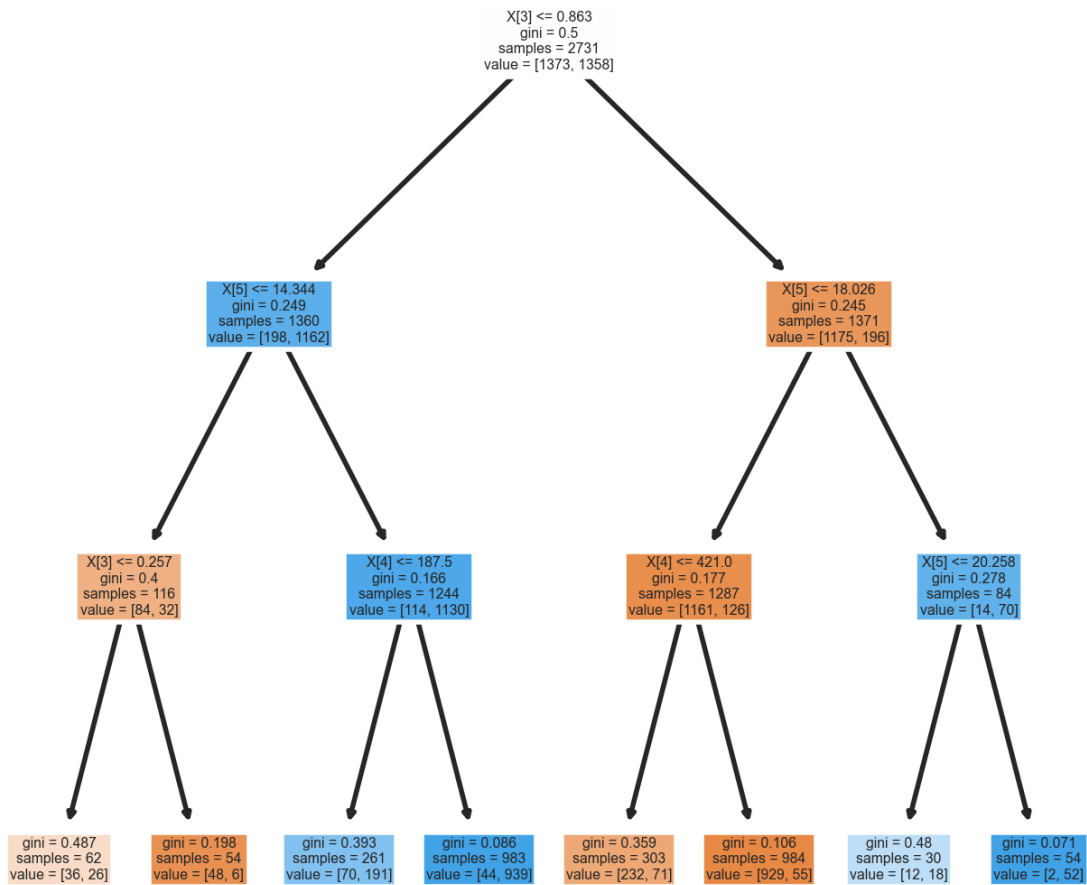 X[3] <= 0.863
gini = 0.5
samples = 2731
value = [1373, 1358]
X[5] <= 14.344
gini = 0.249
samples = 1360
value = [198, 1162]
X[5] <= 18.026
gini = 0.245
samples = 1371
value = [1175, 196]
X[3] <= 0.257
gini = 0.4
samples = 116
value = [84, 32]
X[4] <= 187.5
gini = 0.166
samples = 1244
value = [114, 1130]
X[4] <= 421.0
gini = 0.177
samples = 1287
value = [1161, 126]
X[5] <= 20.258
gini = 0.278
samples = 84
value = [14, 70]
gini = 0.487
samples = 62
value = [36, 26]
gini = 0.198
samples = 54
value = [48, 6]
gini = 0.393
samples = 261
value = [70, 191]
gini = 0.086
samples = 983
value = [44, 939]
gini = 0.359
samples = 303
value = [232, 71]
gini = 0.106
samples = 984
value = [929, 55]
gini = 0.48
samples = 30
value = [12, 18]
gini = 0.071
samples = 54
value = [2, 52]